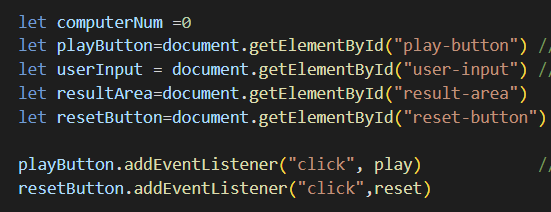 let computerNum =0
let playButton=document.getElementById("play-button") //
let userInput = document.getElementById("user-input") //
let resultArea=document.getElementById("result-area")
let resetButton=document.getElementById("reset-button")
playButton.addEventListener("click", play) //
resetButton.addEventListener("click",reset)